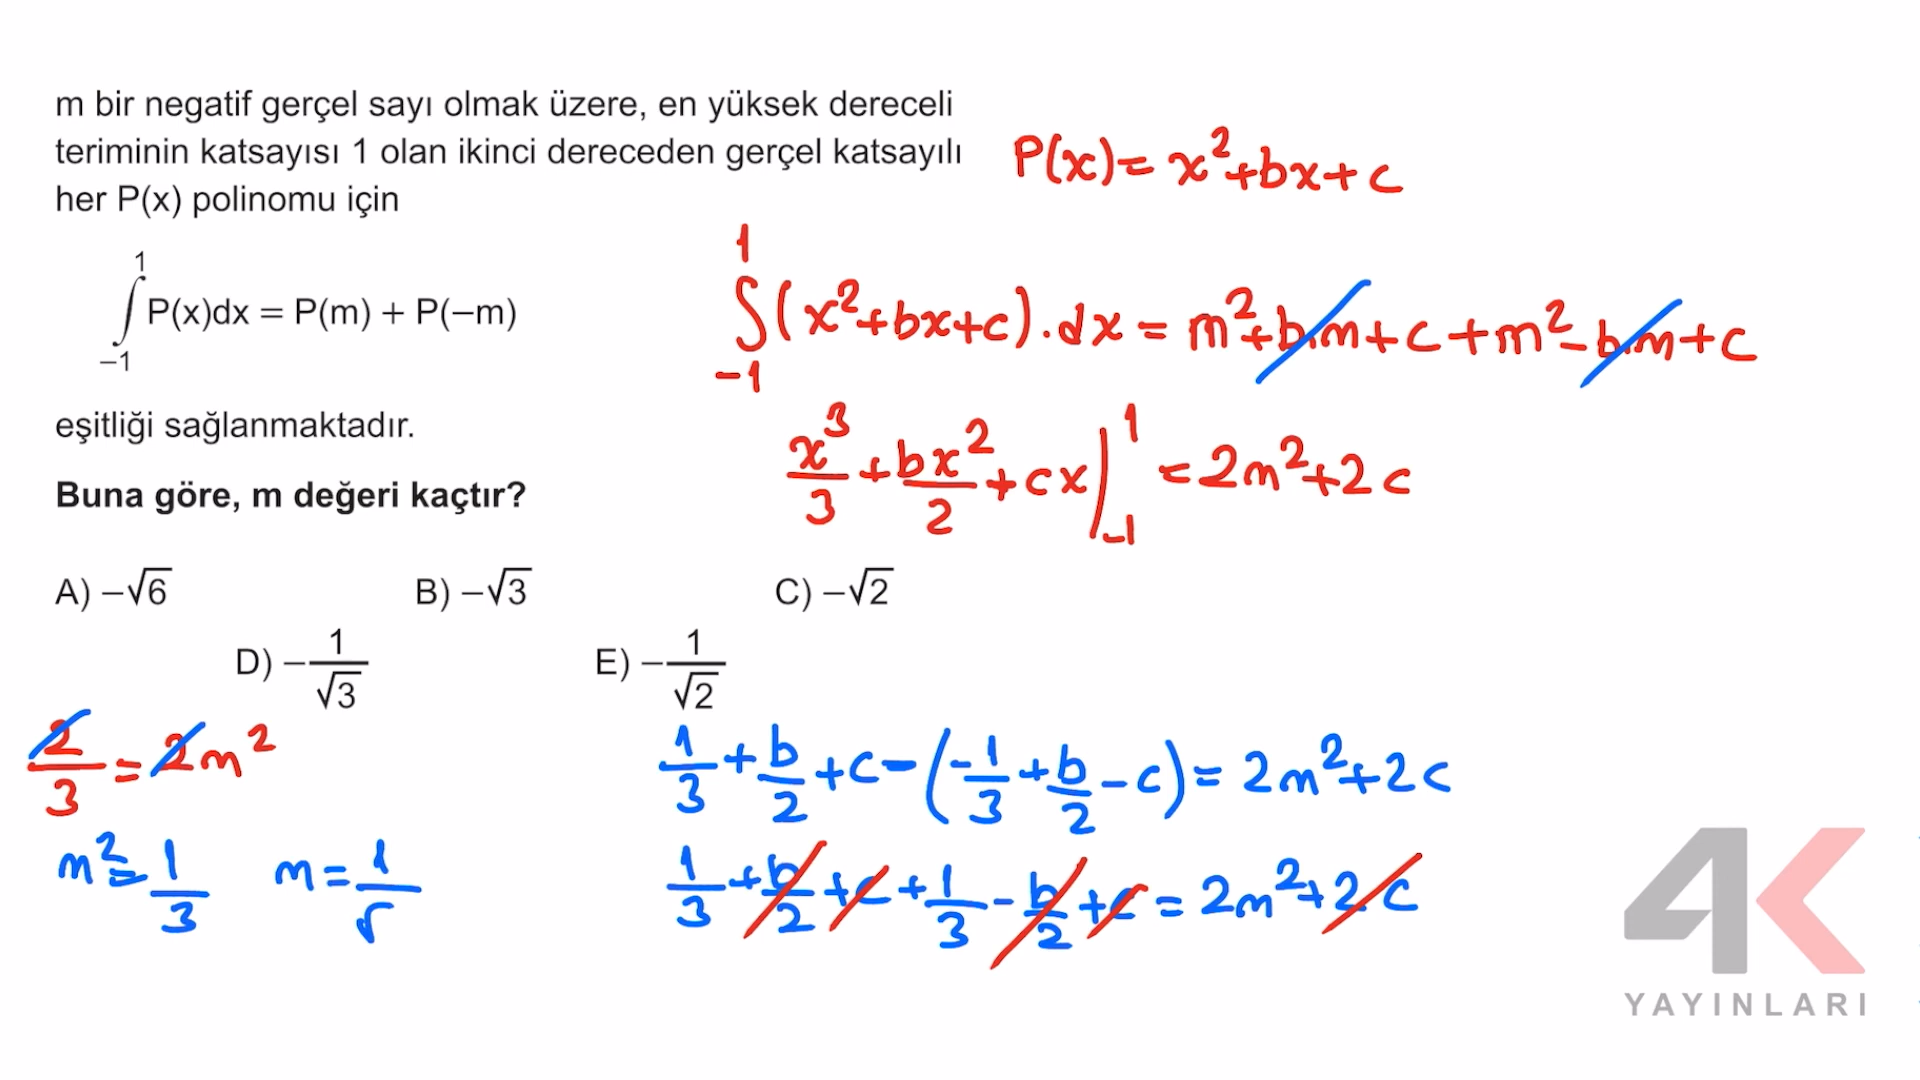 m bir negatif gerçel sayı olmak üzere, en yüksek dereceli
teriminin katsayısı 1 olan ikinci dereceden gerçel katsayılı
her P(x) polinomu için
∫₋₁¹ P(x)dx = P(m) + P(−m)
eşitliği sağlanmaktadır.
Buna göre, m değeri kaçtır?
A) −√6 B) −√3 C) −√2
D) −1/√3 E) −1/√2
P(x) = x² + bx + c
∫₋₁¹ (x² + bx + c) . dx = m² + b.m + c + m² − b.m + c
x³/3 + bx²/2 + cx |₋₁¹ = 2m² + 2c
1/3 + b/2 + c − (−1/3 + b/2 − c) = 2m² + 2c
1/3 + b/2 + c + 1/3 − b/2 + c = 2m² + 2c
2/3 = 2m²
m² = 1/3 m = 1/√
4K
YAYINLARI